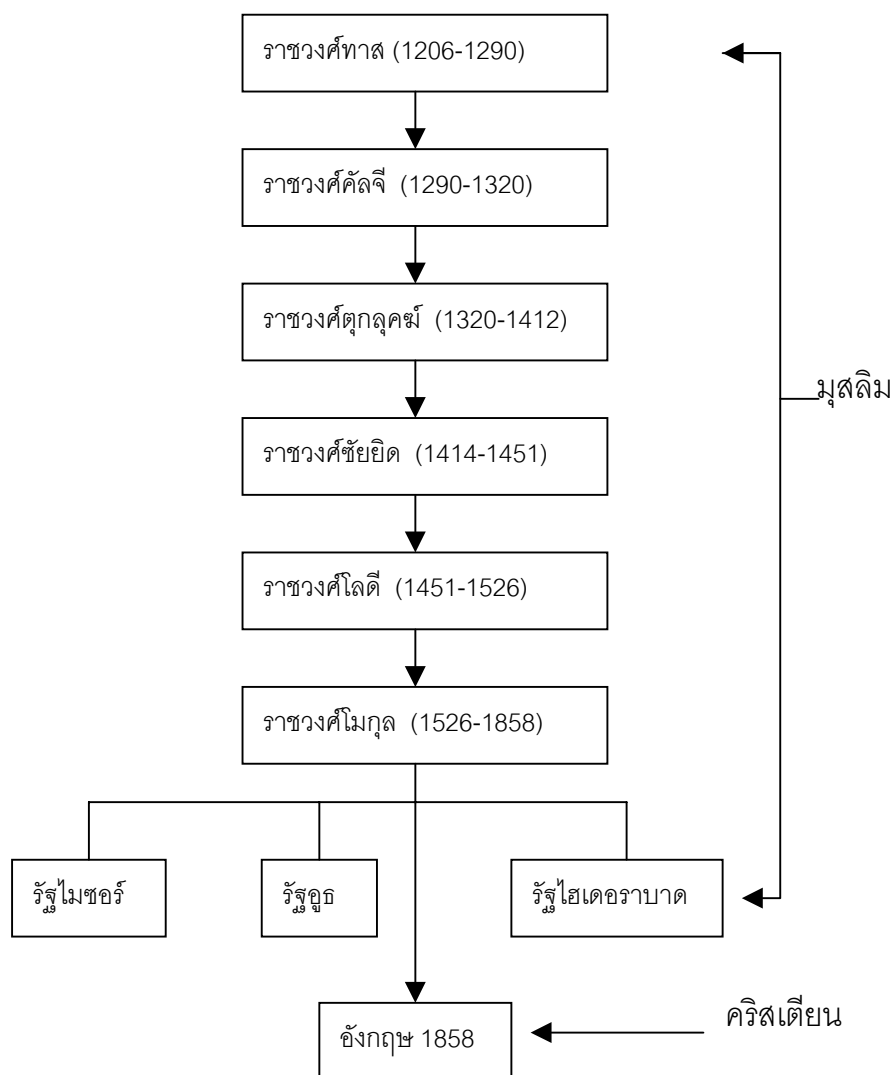 ราชวงศ์ทาส (1206-1290)
ราชวงศ์คัลจี (1290-1320)
ราชวงศ์ตุกลุคฆ์ (1320-1412)
มุสลิม
ราชวงศ์ซัยยิด (1414-1451)
ราชวงศ์โลดี (1451-1526)
ราชวงศ์โมกุล (1526-1858)
รัฐไมซอร์
รัฐอูธ
รัฐไฮเดอราบาด
คริสเตียน
อังกฤษ 1858